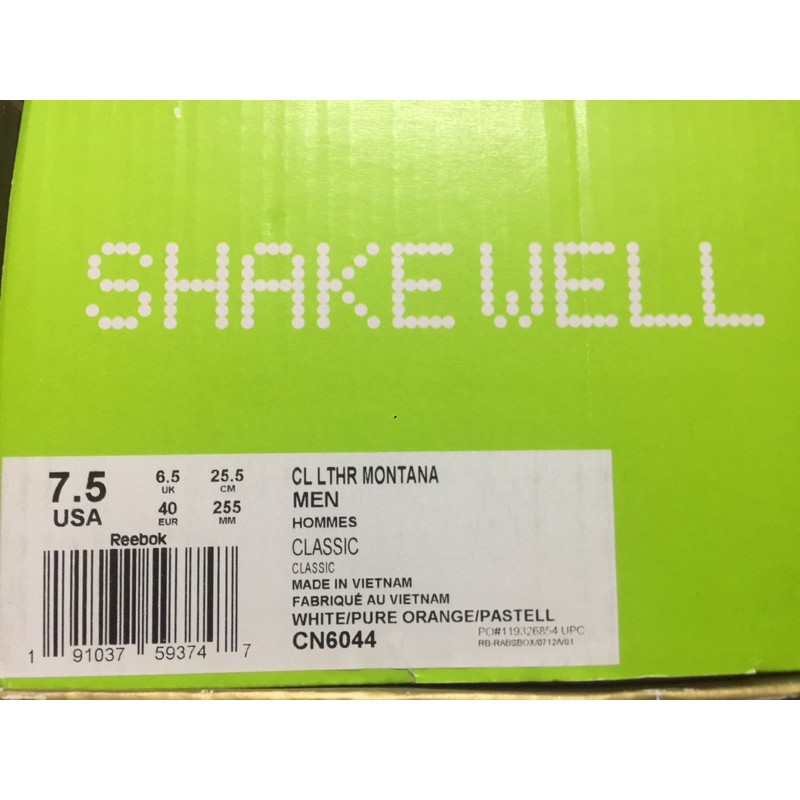 SHAKE WELL
7.5
USA
6.5
UK
25.5
CM
40
EUR
255
MM
Reebok
1 91037 59374 7
CL LTHR MONTANA
MEN
HOMMES
CLASSIC
CLASSIC
MADE IN VIETNAM
FABRIQUÉ AU VIETNAM
WHITE/PURE ORANGE/PASTELL
CN6044
PO#119326854 UPC
RB-RABSBOX/0712/V01